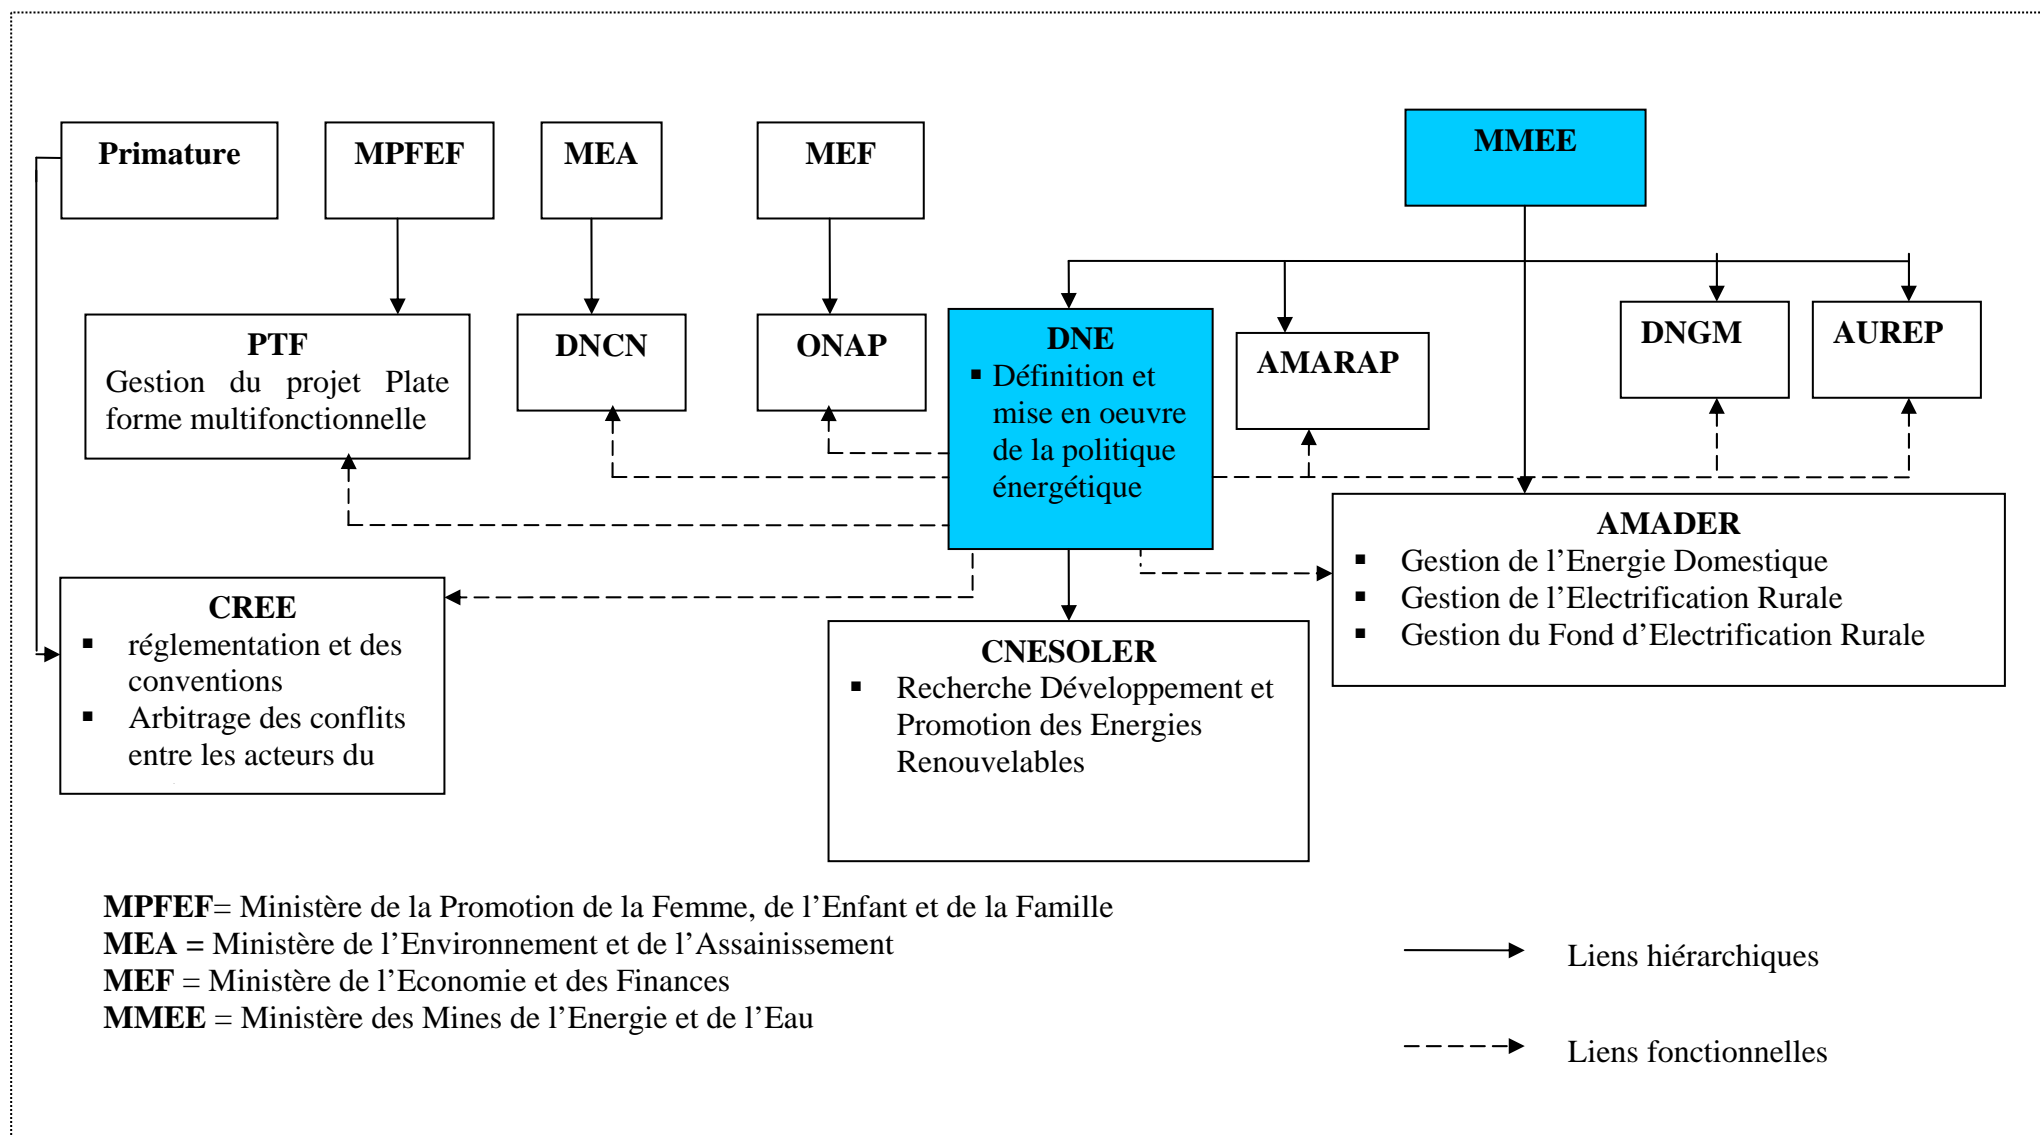 Primature
MPFEF
MEA
MEF
MMEE
PTF
Gestion du projet Plate
forme multifonctionnelle
DNCN
ONAP
DNE
▪ Définition et
mise en oeuvre
de la politique
énergétique
AMARAP
DNGM
AUREP
AMADER
▪ Gestion de l’Energie Domestique
▪ Gestion de l’Electrification Rurale
▪ Gestion du Fond d’Electrification Rurale
CREE
▪ réglementation et des
conventions
▪ Arbitrage des conflits
entre les acteurs du
CNESOLER
▪ Recherche Développement et
Promotion des Energies
Renouvelables
MPFEF= Ministère de la Promotion de la Femme, de l’Enfant et de la Famille
MEA = Ministère de l’Environnement et de l’Assainissement
MEF = Ministère de l’Economie et des Finances
MMEE = Ministère des Mines de l’Energie et de l’Eau
Liens hiérarchiques
Liens fonctionnelles